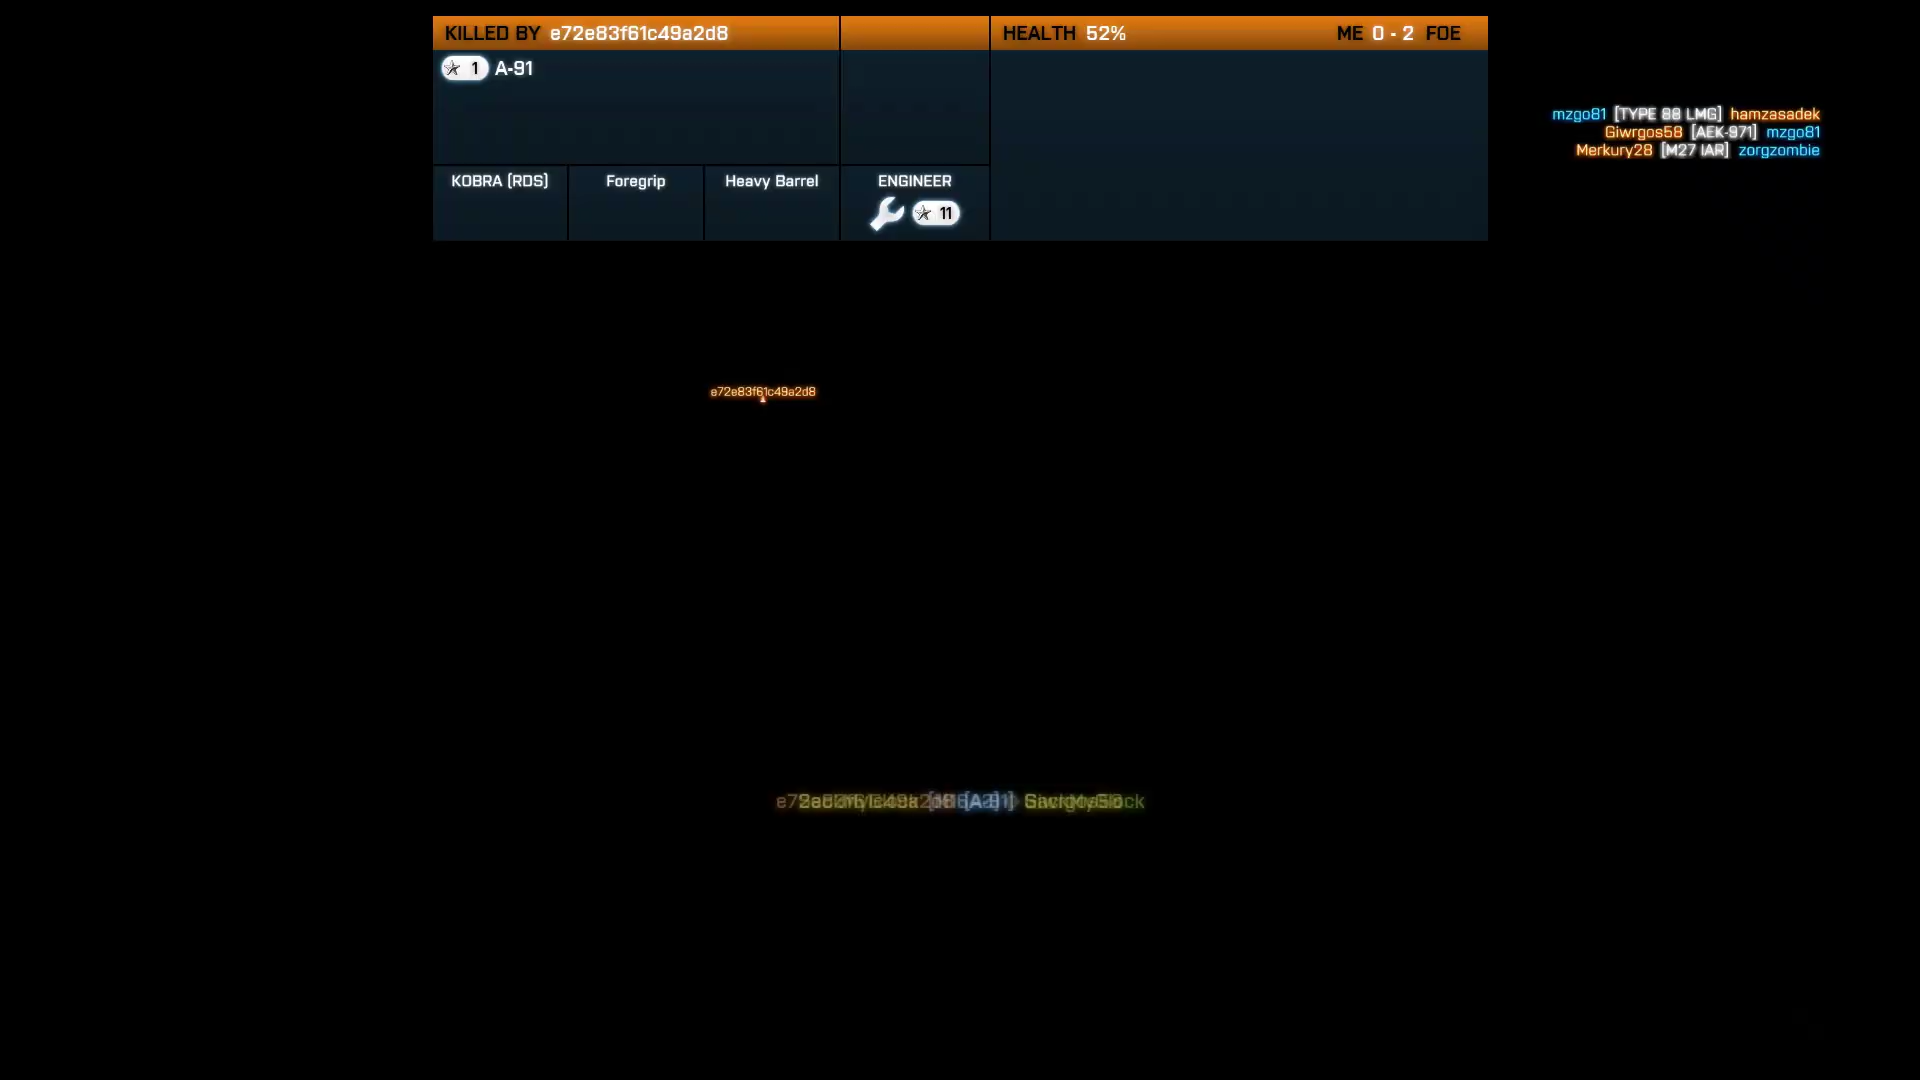 KILLED BY e72e83f61c49a2d8
HEALTH 52%
ME 0 - 2 FOE
1 A-91
KOBRA (RDS)
Foregrip
Heavy Barrel
ENGINEER
11
mzgo81 [TYPE 88 LMG] hamzasadek
Giwrgos58 [AEK-971] mzgo81
Merkury28 [M27 IAR] zorgzombie
e72e83f61c49a2d8